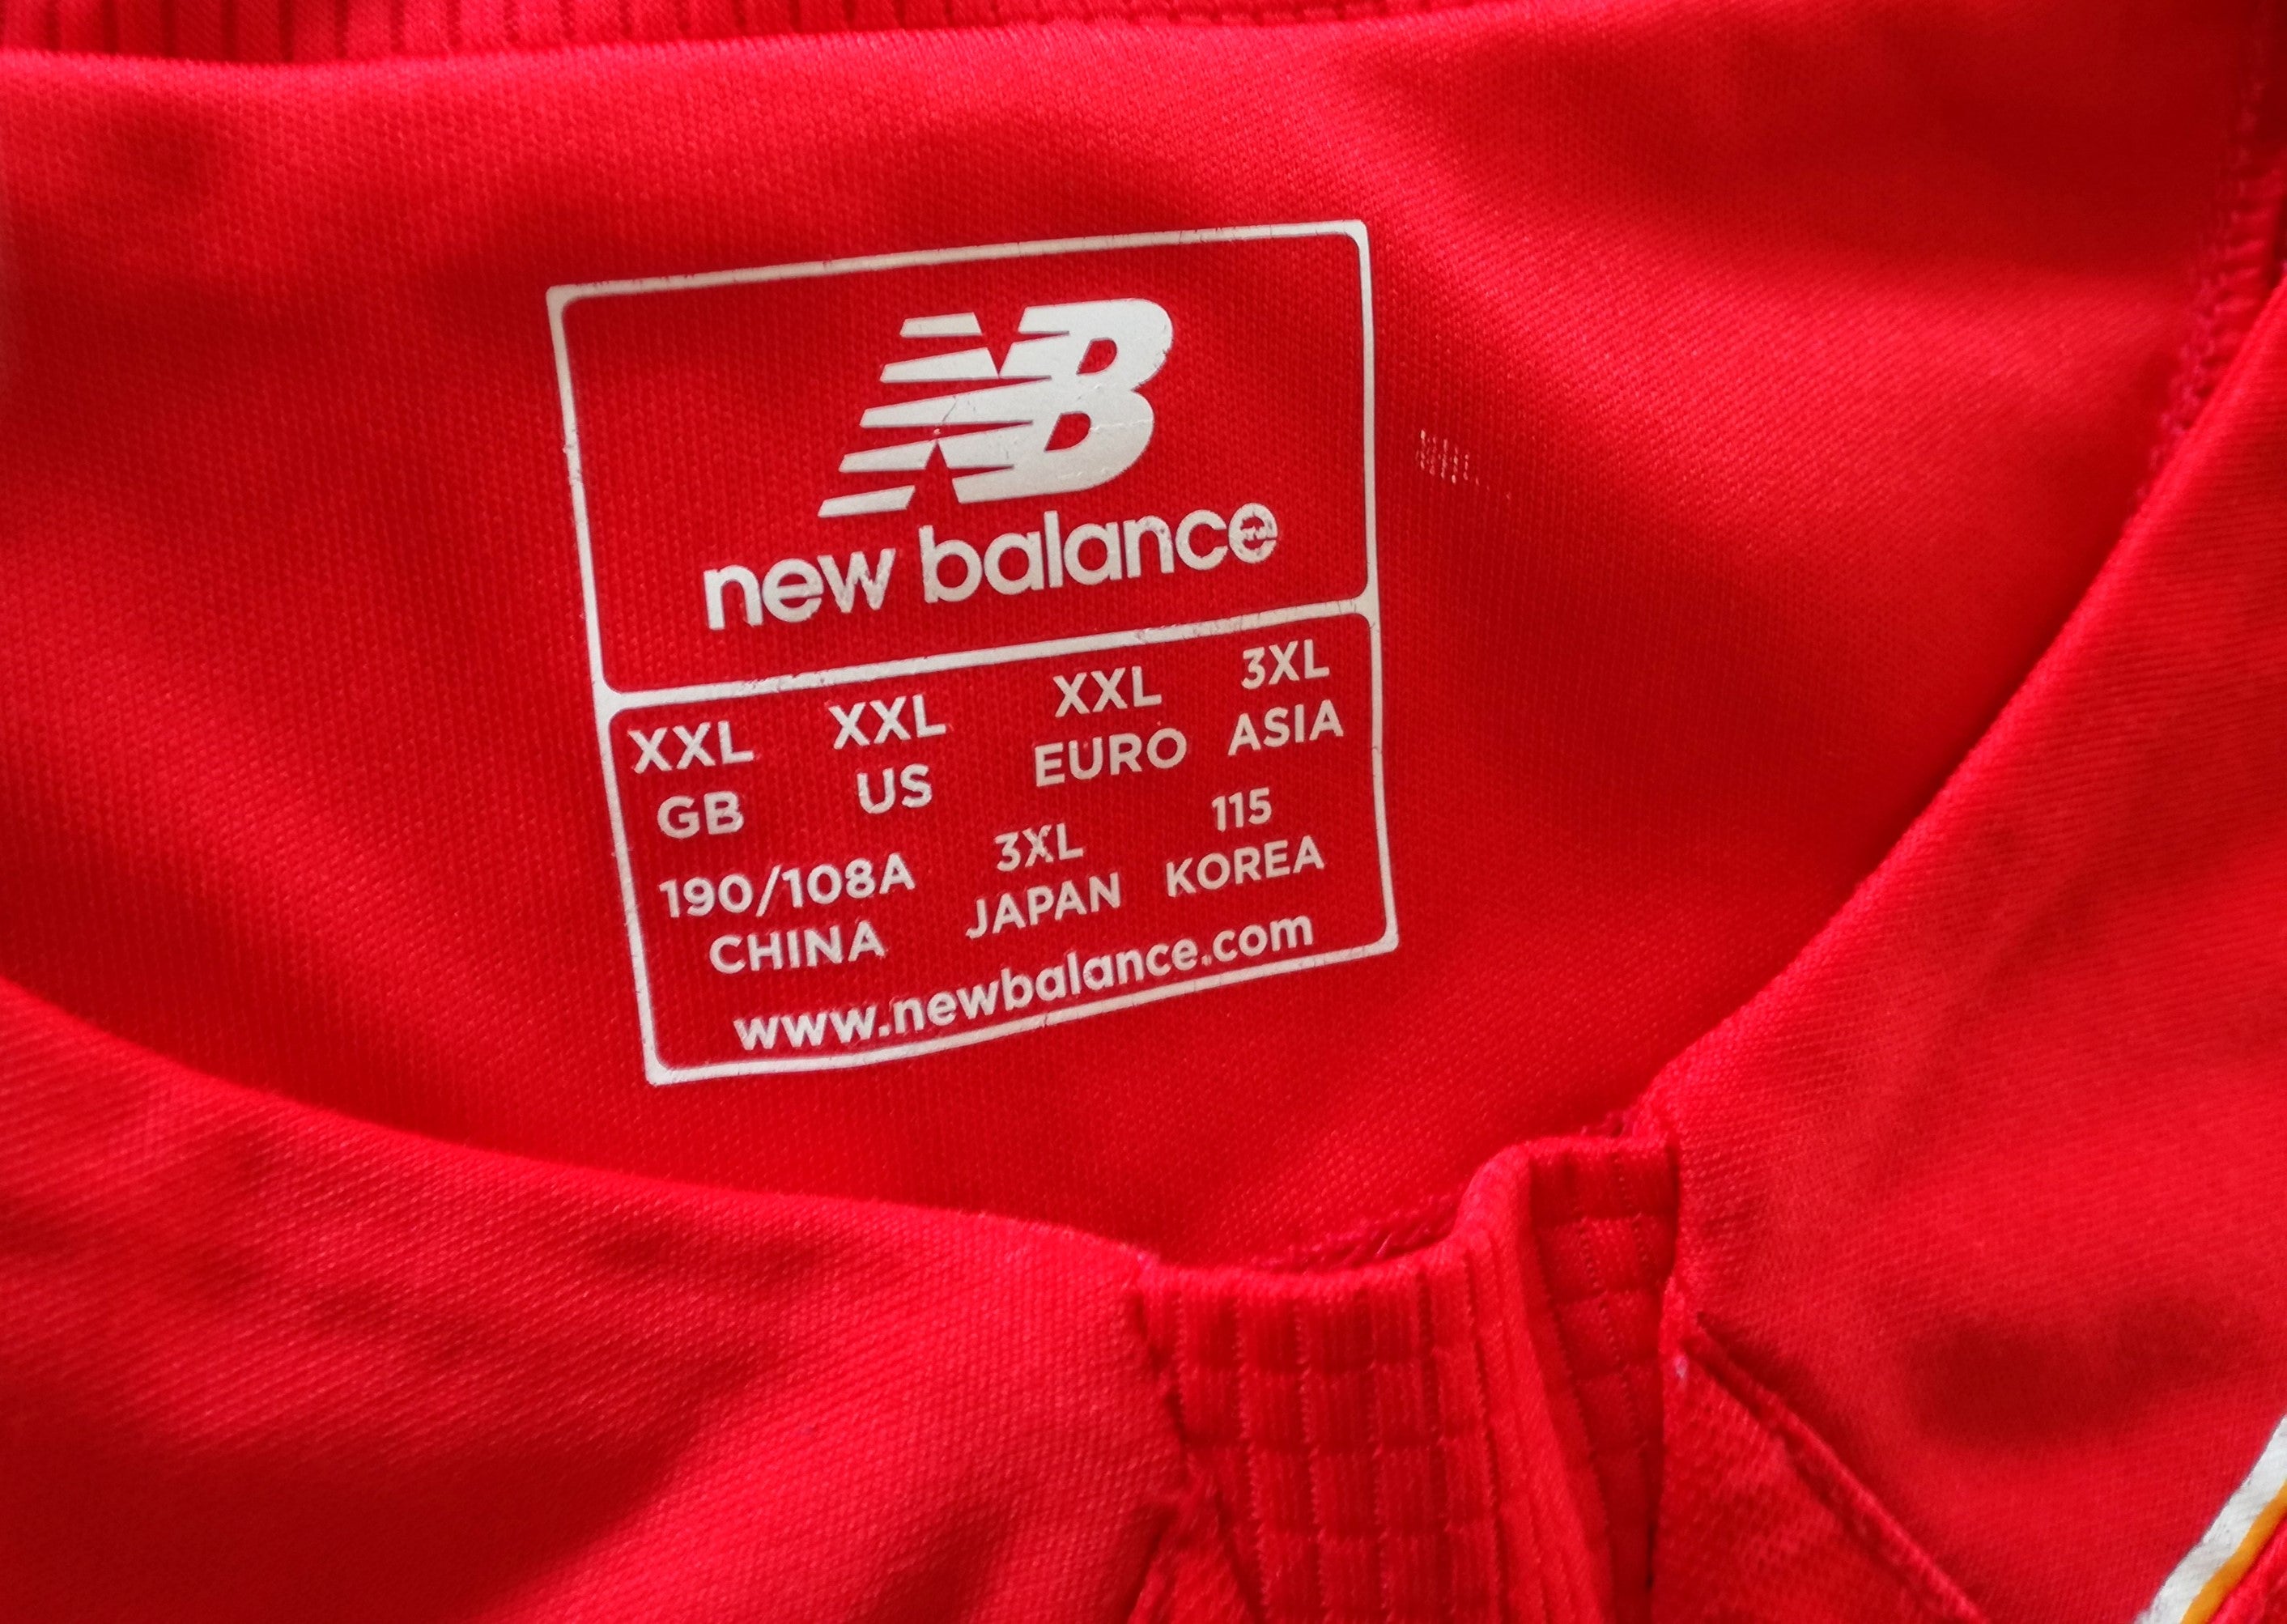 NB
new balance
XXL XXL XXL 3XL
GB US EURO ASIA
190/108A 3XL 115
CHINA JAPAN KOREA
www.newbalance.com